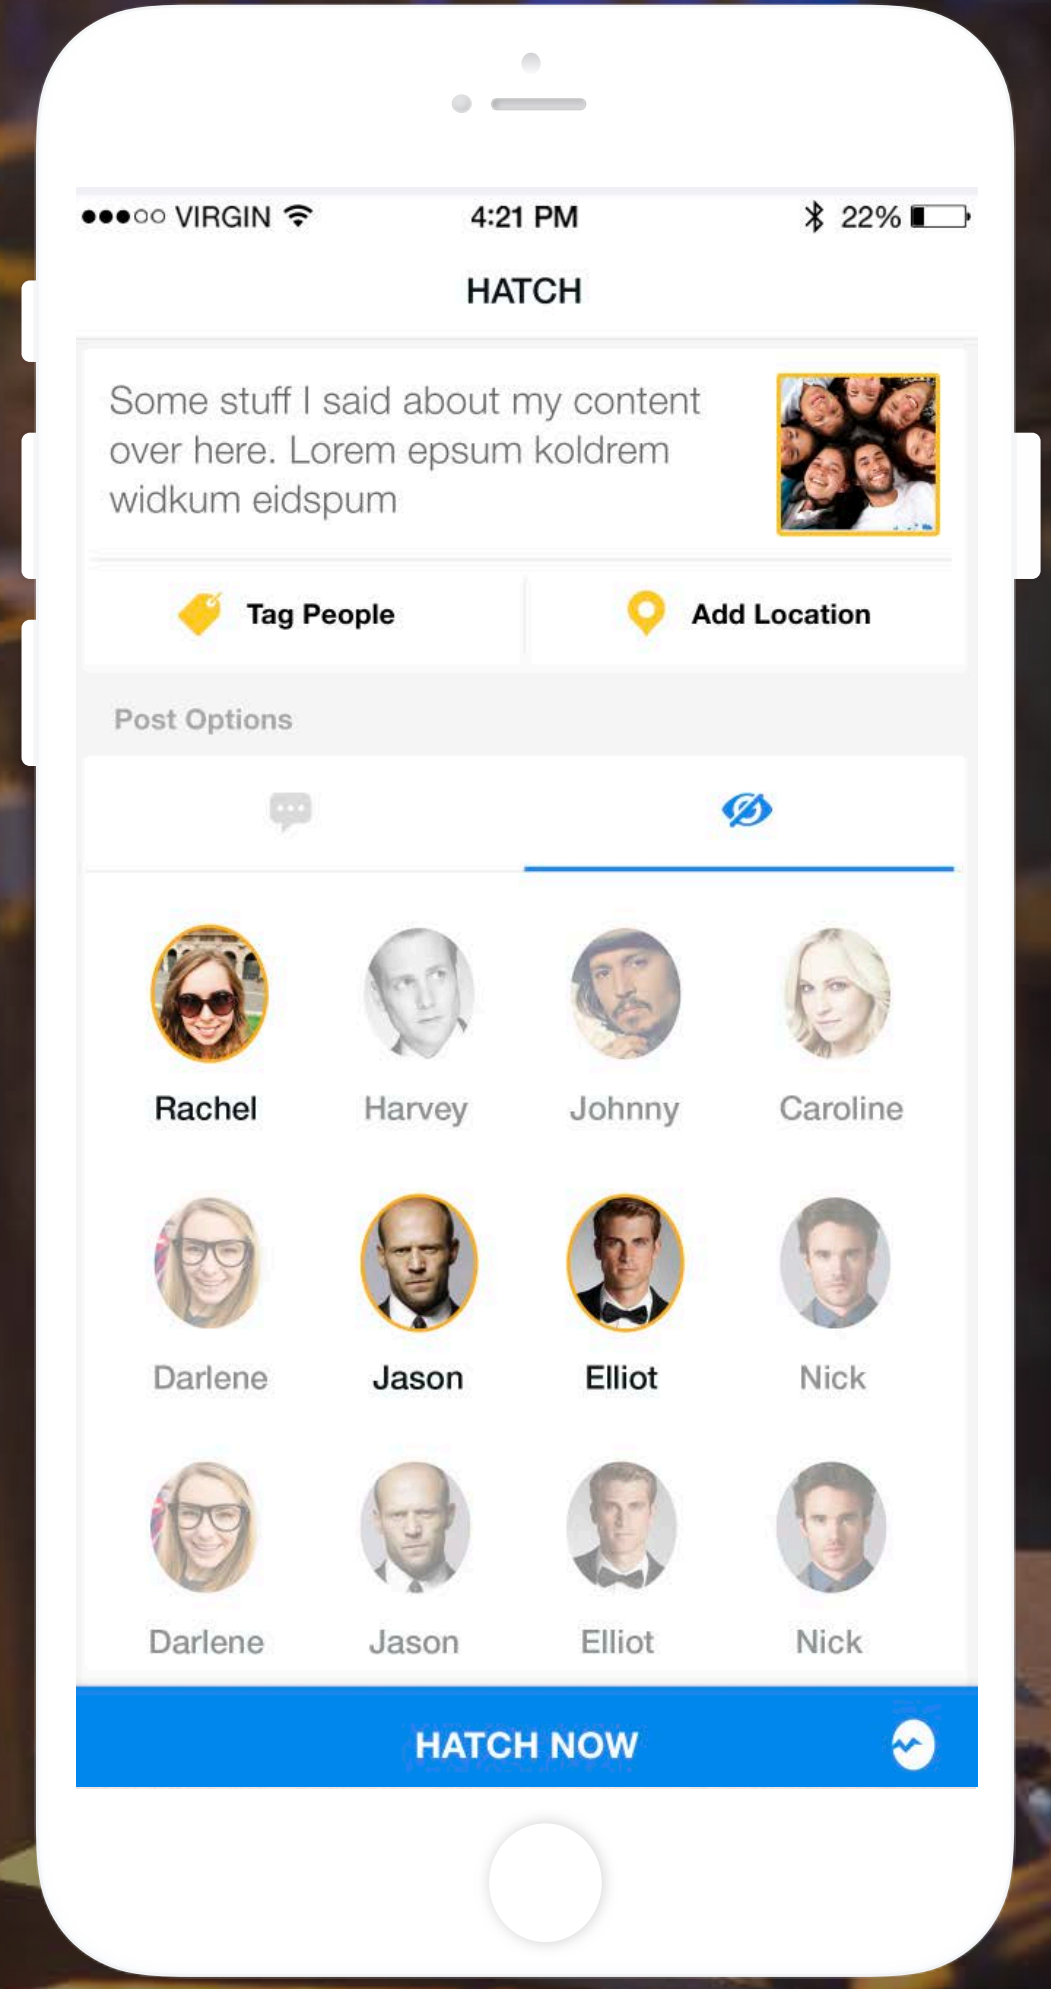 VIRGIN 4:21 PM 22%
HATCH
Some stuff I said about my content
over here. Lorem epsum koldrem
widkum eidspum
Tag People Add Location
Post Options
Rachel Harvey Johnny Caroline
Darlene Jason Elliot Nick
Darlene Jason Elliot Nick
HATCH NOW